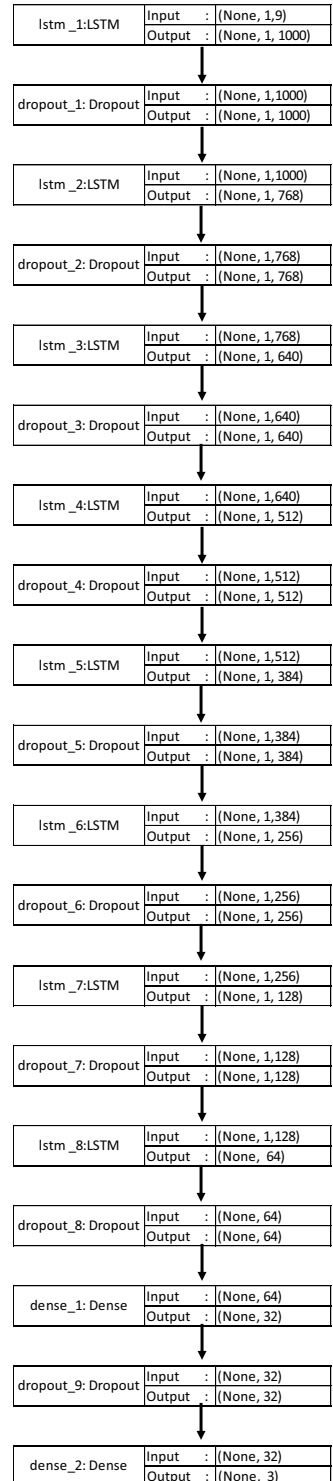 lstm _1:LSTM
Input : (None, 1,9)
Output : (None, 1, 1000)
dropout_1: Dropout
Input : (None, 1,1000)
Output : (None, 1, 1000)
lstm _2:LSTM
Input : (None, 1,1000)
Output : (None, 1, 768)
dropout_2: Dropout
Input : (None, 1,768)
Output : (None, 1, 768)
lstm _3:LSTM
Input : (None, 1,768)
Output : (None, 1, 640)
dropout_3: Dropout
Input : (None, 1,640)
Output : (None, 1, 640)
lstm _4:LSTM
Input : (None, 1,640)
Output : (None, 1, 512)
dropout_4: Dropout
Input : (None, 1,512)
Output : (None, 1, 512)
lstm _5:LSTM
Input : (None, 1,512)
Output : (None, 1, 384)
dropout_5: Dropout
Input : (None, 1,384)
Output : (None, 1, 384)
lstm _6:LSTM
Input : (None, 1,384)
Output : (None, 1, 256)
dropout_6: Dropout
Input : (None, 1,256)
Output : (None, 1, 256)
lstm _7:LSTM
Input : (None, 1,256)
Output : (None, 1, 128)
dropout_7: Dropout
Input : (None, 1,128)
Output : (None, 1,128)
lstm _8:LSTM
Input : (None, 1,128)
Output : (None, 64)
dropout_8: Dropout
Input : (None, 64)
Output : (None, 64)
dense_1: Dense
Input : (None, 64)
Output : (None, 32)
dropout_9: Dropout
Input : (None, 32)
Output : (None, 32)
dense_2: Dense
Input : (None, 32)
Output : (None, 3)